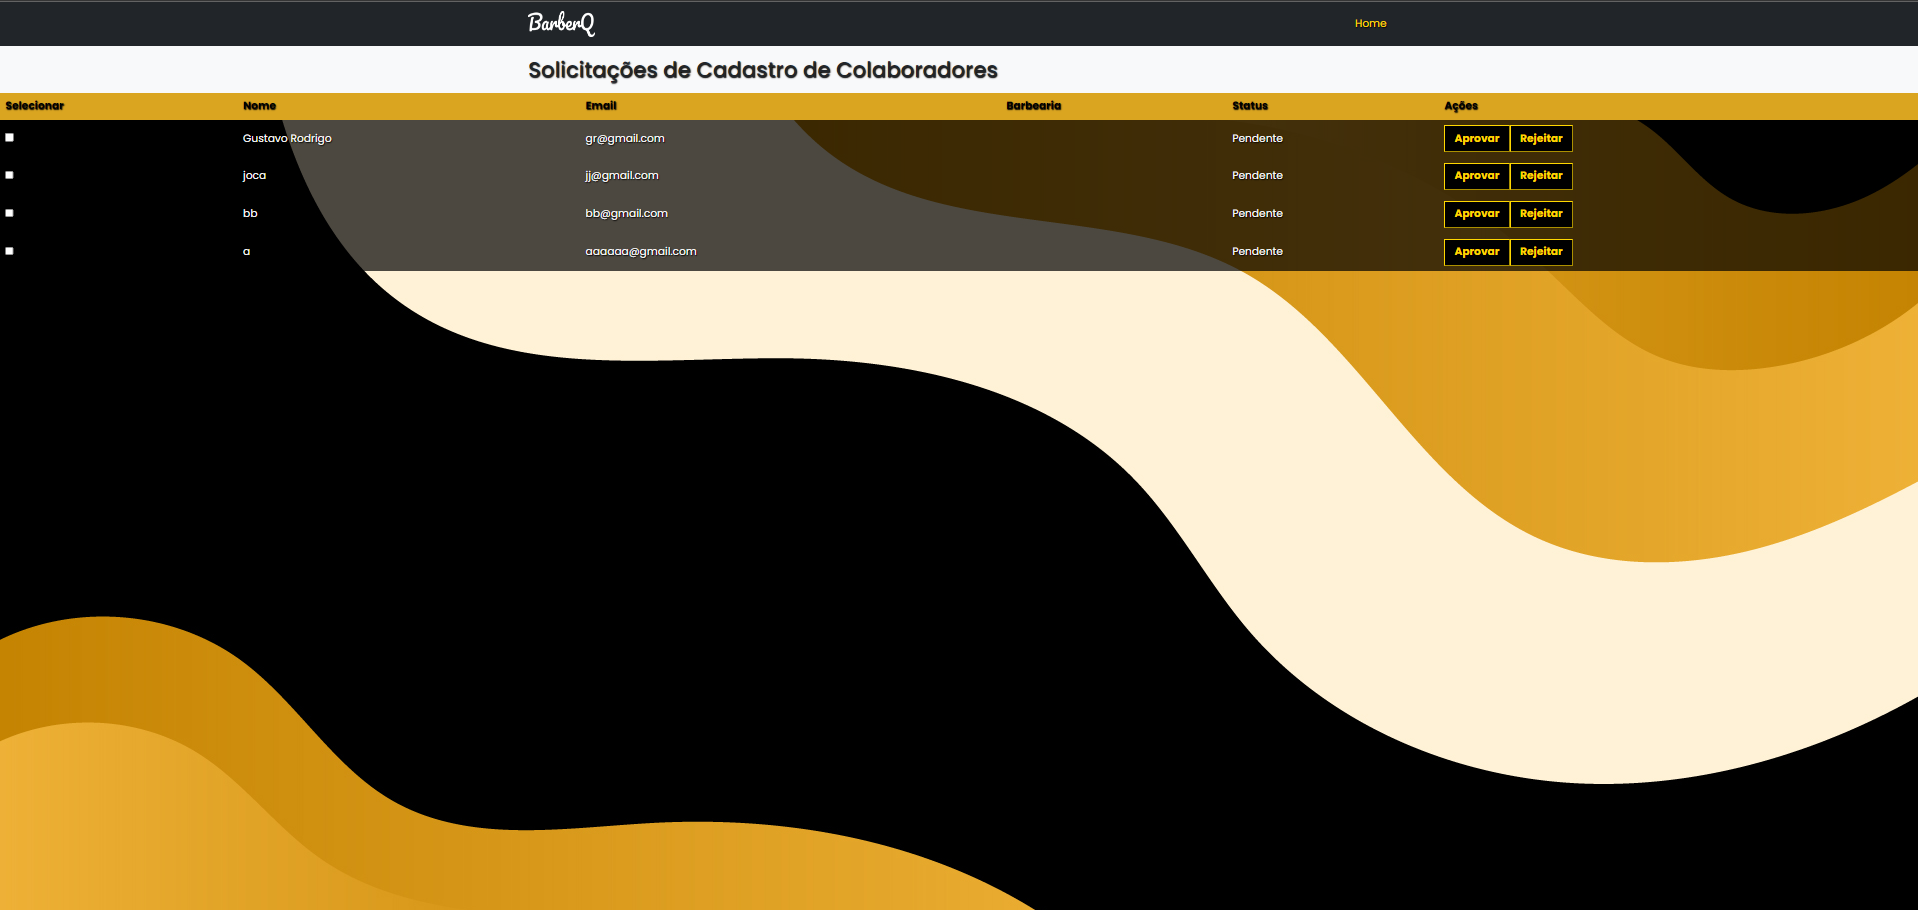 BarberQ Home
Solicitações de Cadastro de Colaboradores
Selecionar Nome Email Barbearia Status Ações
Gustavo Rodrigo gr@gmail.com Pendente Aprovar Rejeitar
joca jj@gmail.com Pendente Aprovar Rejeitar
bb bb@gmail.com Pendente Aprovar Rejeitar
a aaaaaa@gmail.com Pendente Aprovar Rejeitar